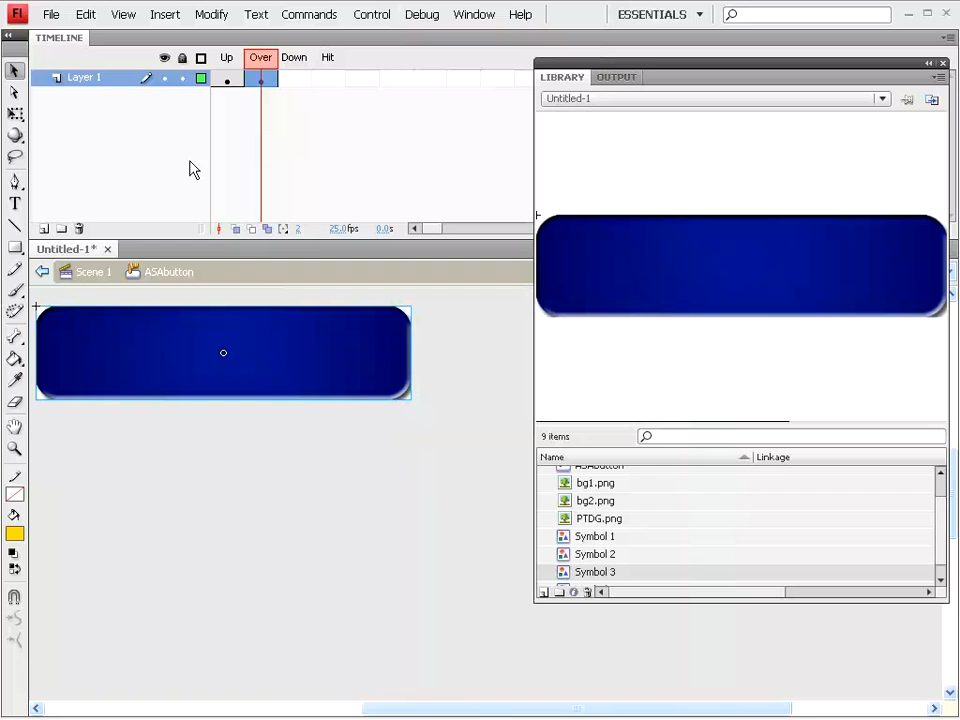 Fl File Edit View Insert Modify Text Commands Control Debug Window Help ESSENTIALS
TIMELINE
Up Over Down Hit
Layer 1
LIBRARY OUTPUT
Untitled-1
2 25.0fps 0.0s
Untitled-1* ×
Scene 1 ASAbutton
9 items
Name Linkage
ASAbutton
bg1.png
bg2.png
PTDG.png
Symbol 1
Symbol 2
Symbol 3